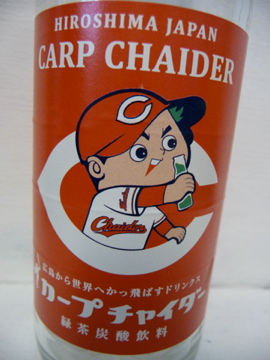 HIROSHIMA JAPAN
CARP CHAIDER
C
Chaider
広島から世界へかっ飛ばすドリンクス
カープチャイダー
緑茶炭酸飲料